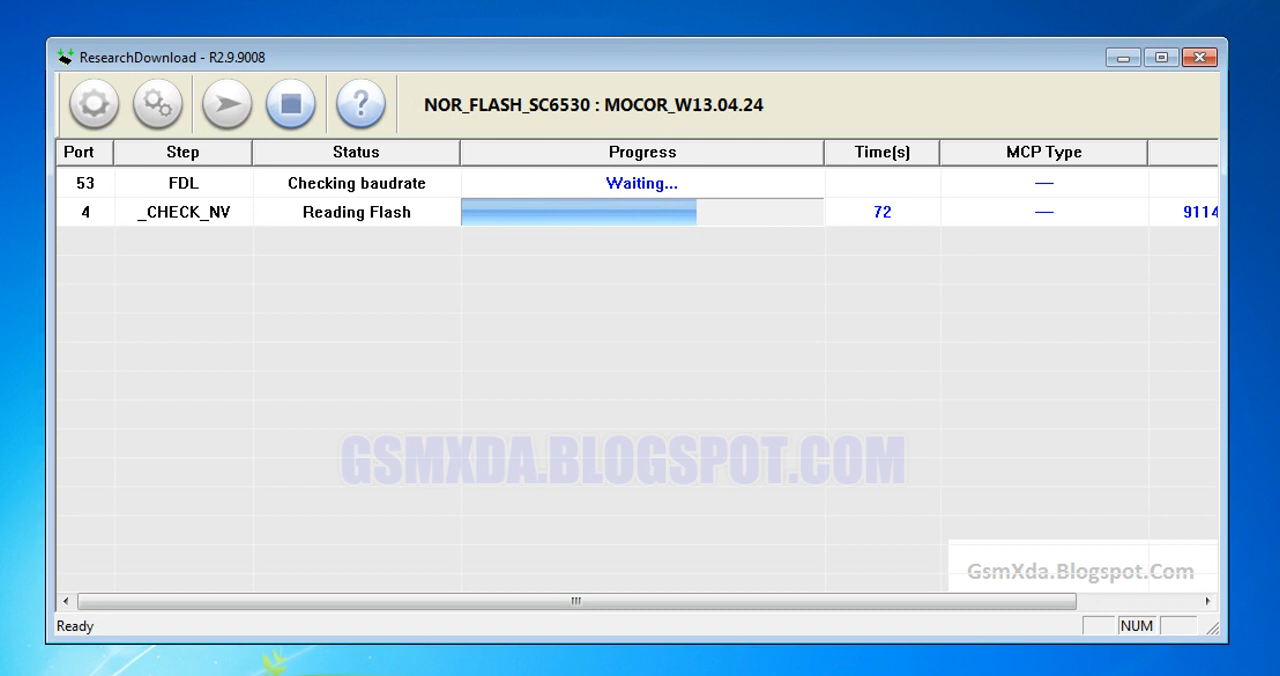 ResearchDownload - R2.9.9008
NOR_FLASH_SC6530 : MOCOR_W13.04.24
Port Step Status Progress Time(s) MCP Type
53 FDL Checking baudrate Waiting... —
4 _CHECK_NV Reading Flash 72 — 9114
GSMXDA.BLOGSPOT.COM
GsmXda.Blogspot.Com
Ready NUM